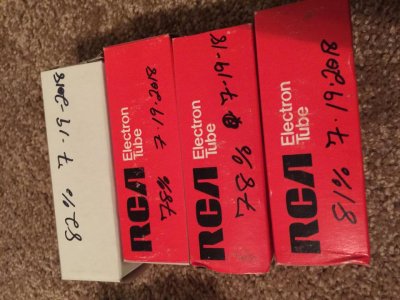 82% 7-19-2018
RCA Electron
Tube
78% 7.19.2018
RCA Electron
Tube
78% 7-19-18
RCA Electron
Tube
81% 7.19.2018